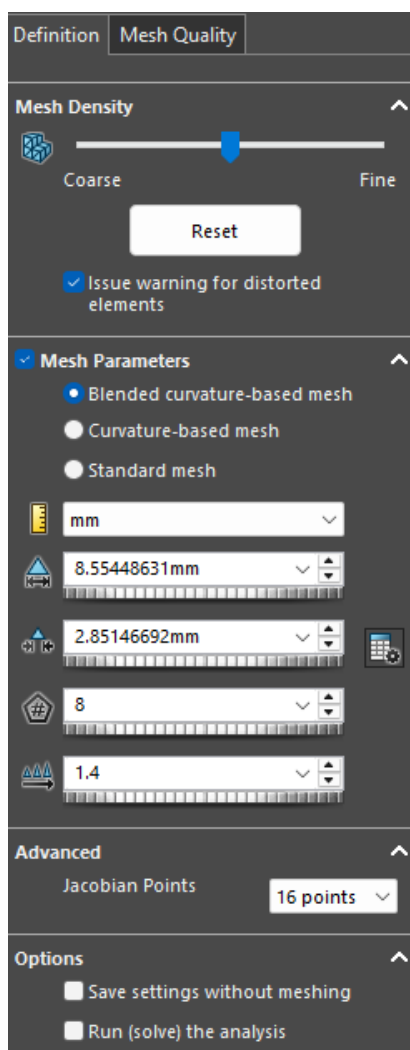 Definition Mesh Quality
Mesh Density
Coarse Fine
Reset
Issue warning for distorted
elements
Mesh Parameters
Blended curvature-based mesh
Curvature-based mesh
Standard mesh
mm
8.55448631mm
2.85146692mm
#
8
1.4
Advanced
Jacobian Points 16 points
Options
Save settings without meshing
Run (solve) the analysis